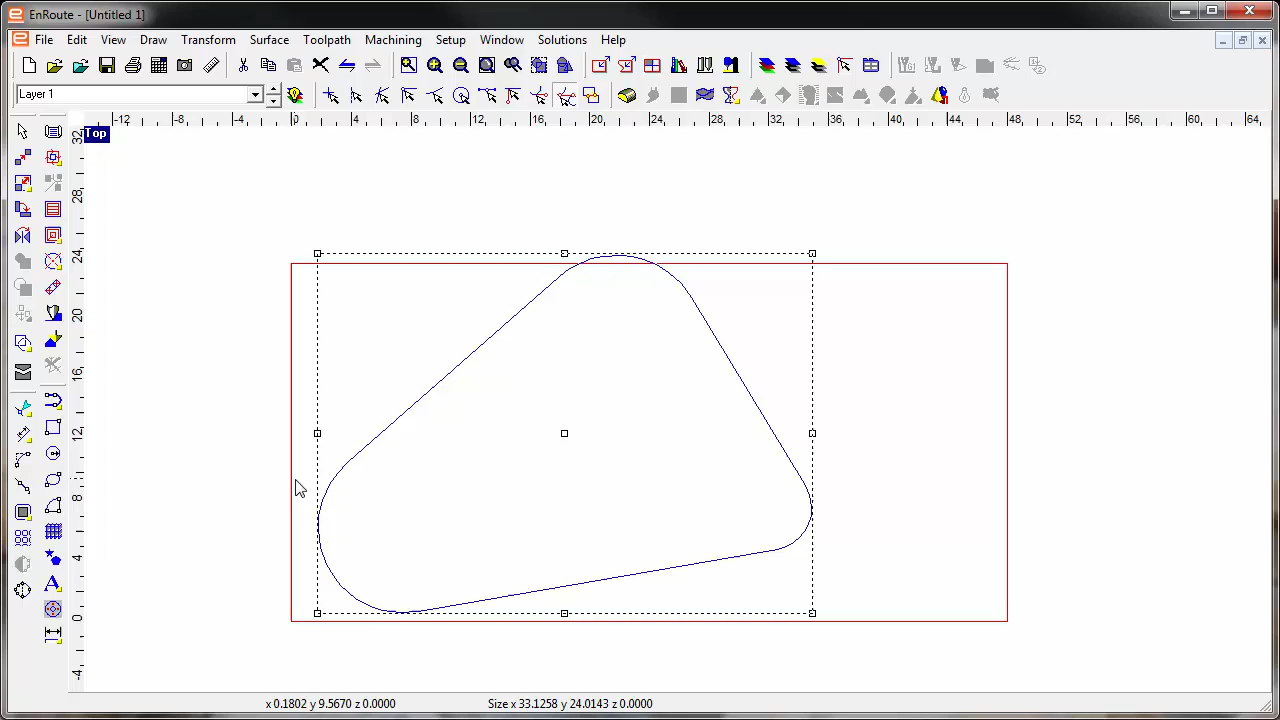 EnRoute - [Untitled 1]
File Edit View Draw Transform Surface Toolpath Machining Setup Window Solutions Help
Layer 1
-12 -8 -4 0 4 8 12 16 20 24 28 32 36 40 44 48 52 56 60 64
Top
32
28
24
20
16
12
8
4
0
-4
x 0.1802 y 9.5670 z 0.0000 Size x 33.1258 y 24.0143 z 0.0000